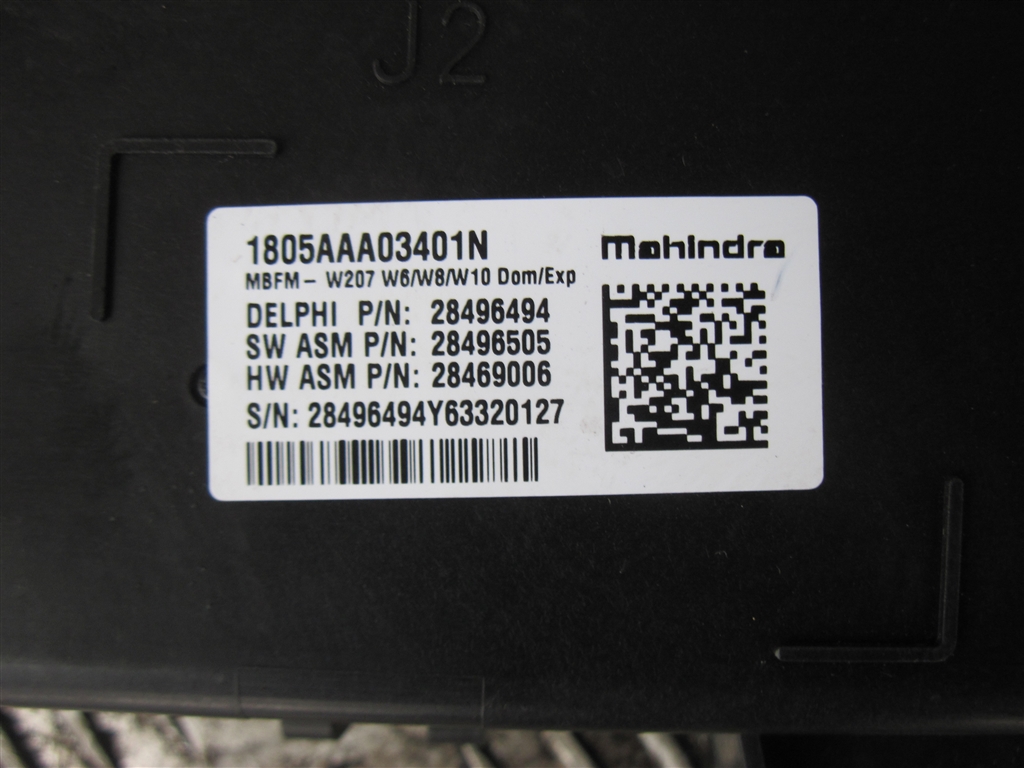 J2
1805AAA03401N
Mahindra
MBFM- W207 W6/W8/W10 Dom/Exp
DELPHI P/N: 28496494
SW ASM P/N: 28496505
HW ASM P/N: 28469006
S/N: 28496494Y63320127